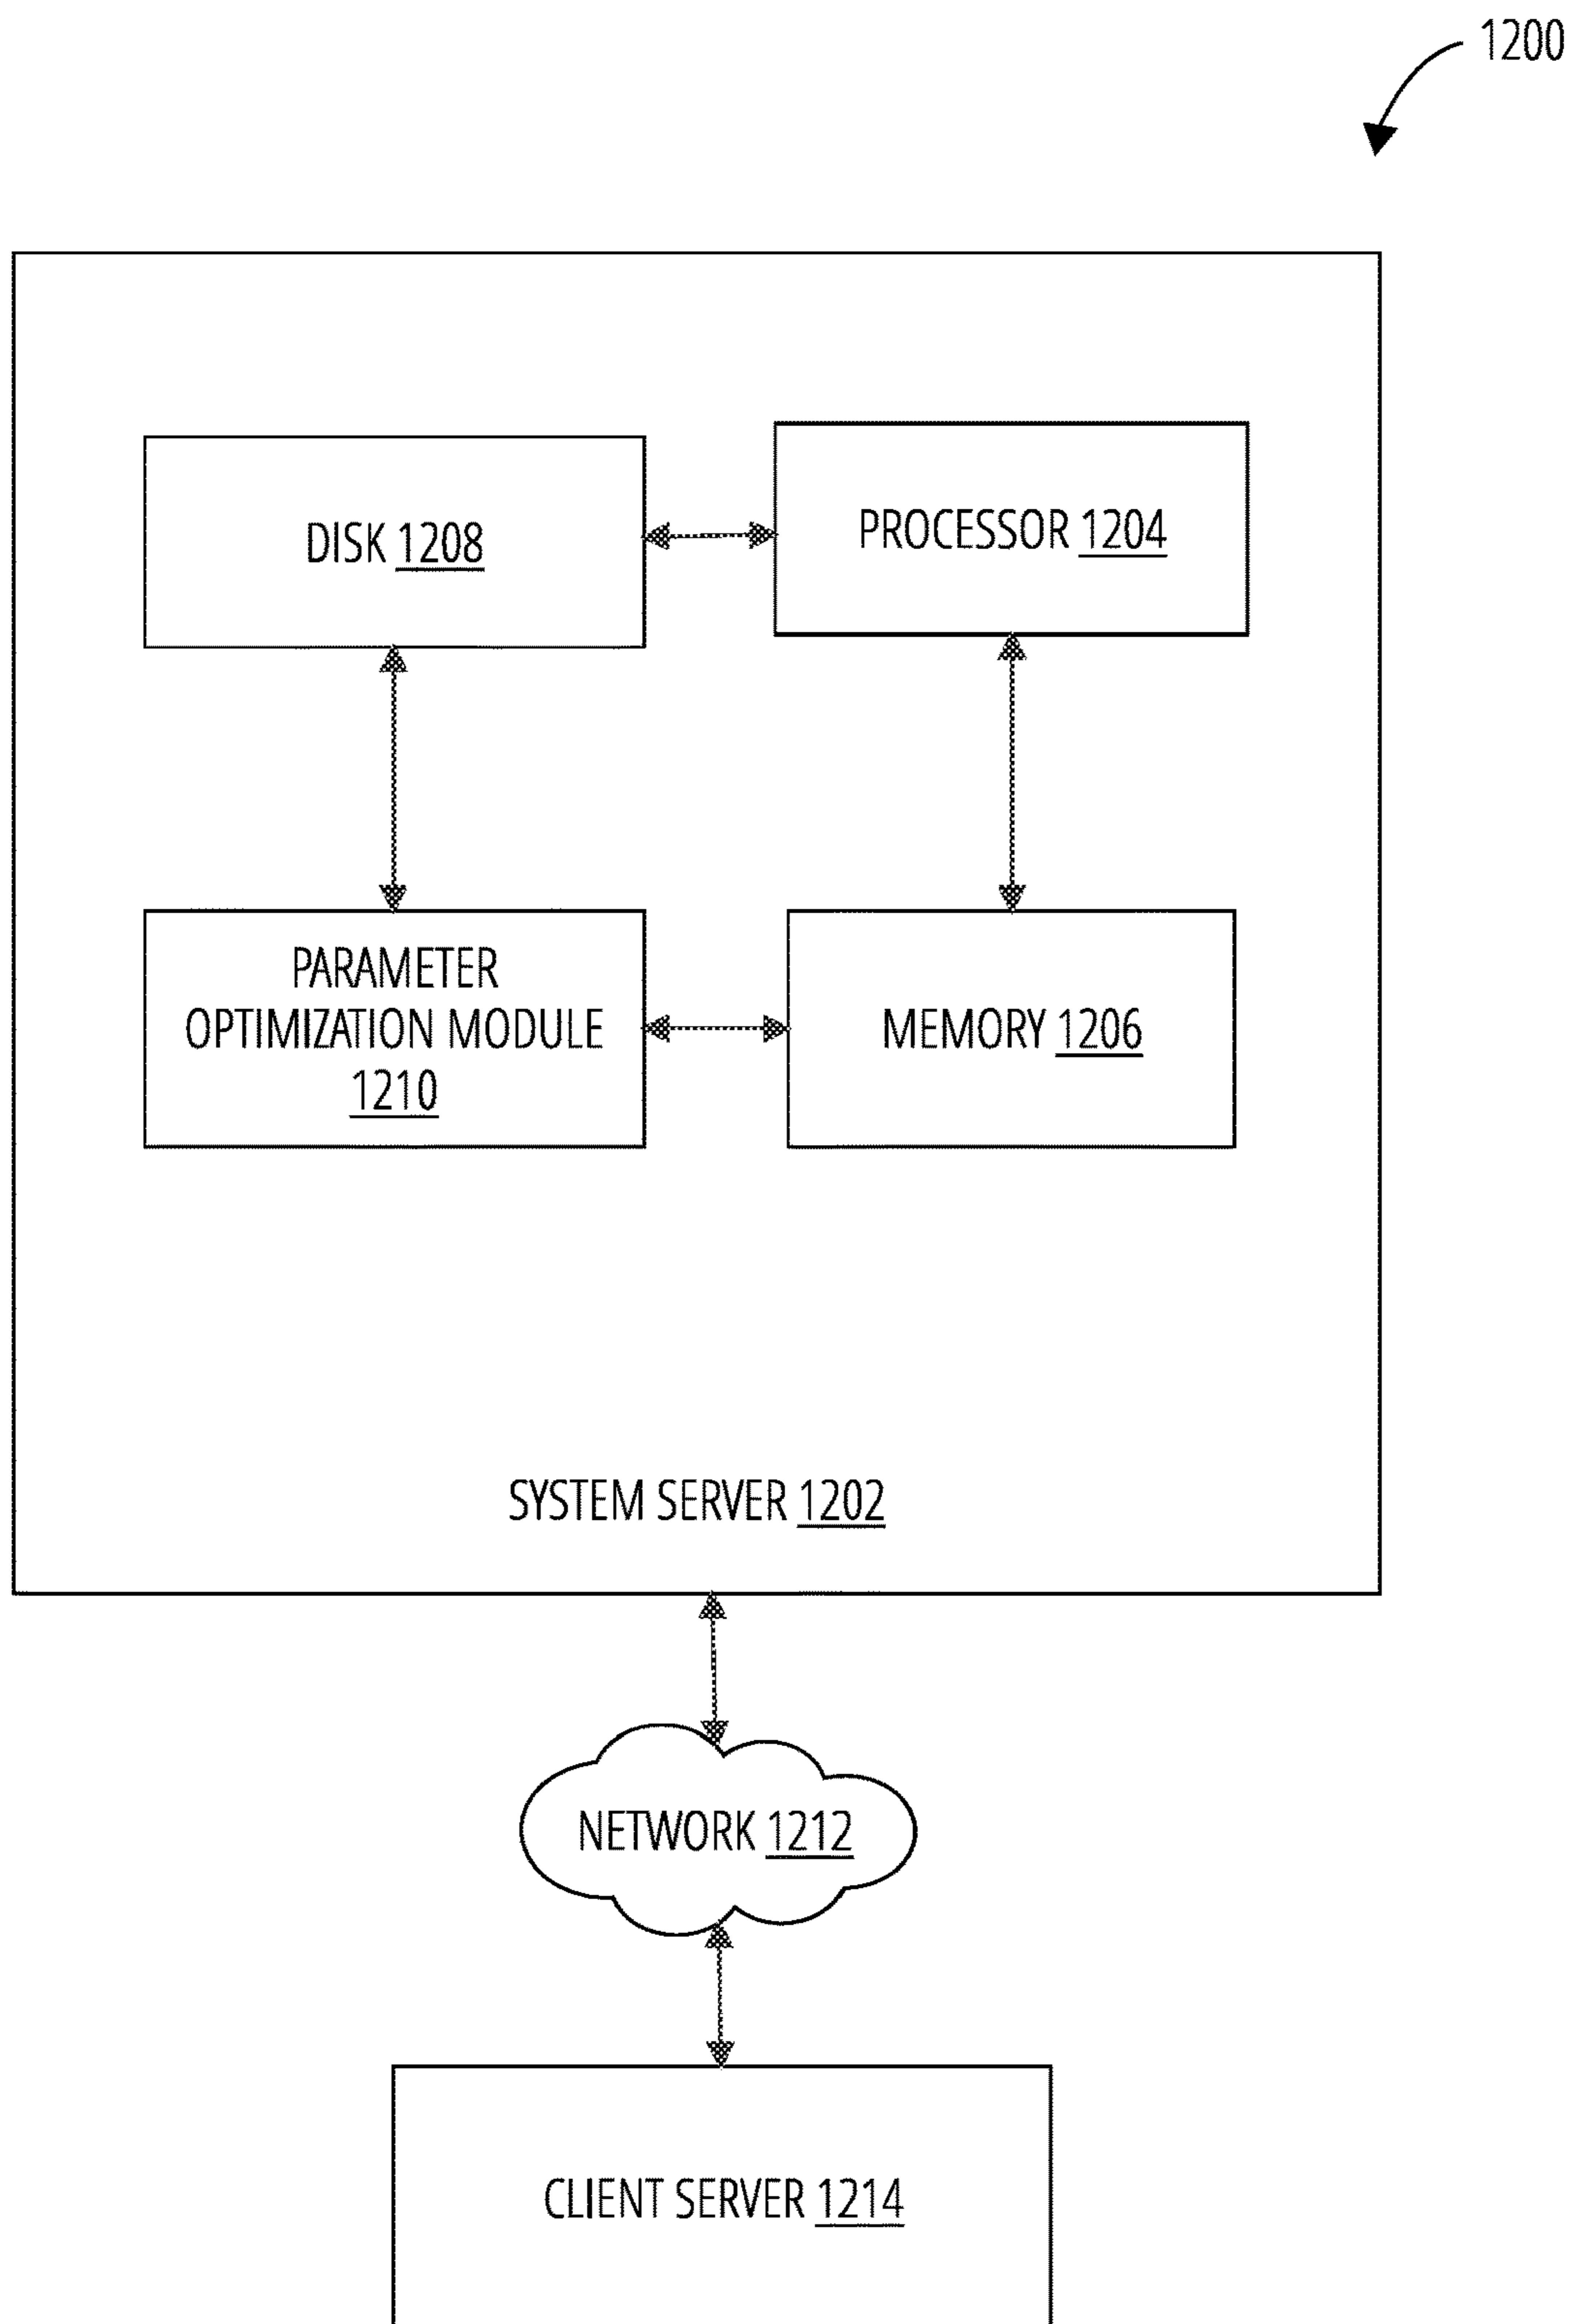 1200
DISK 1208
PROCESSOR 1204
PARAMETER
OPTIMIZATION MODULE
1210
MEMORY 1206
SYSTEM SERVER 1202
NETWORK 1212
CLIENT SERVER 1214